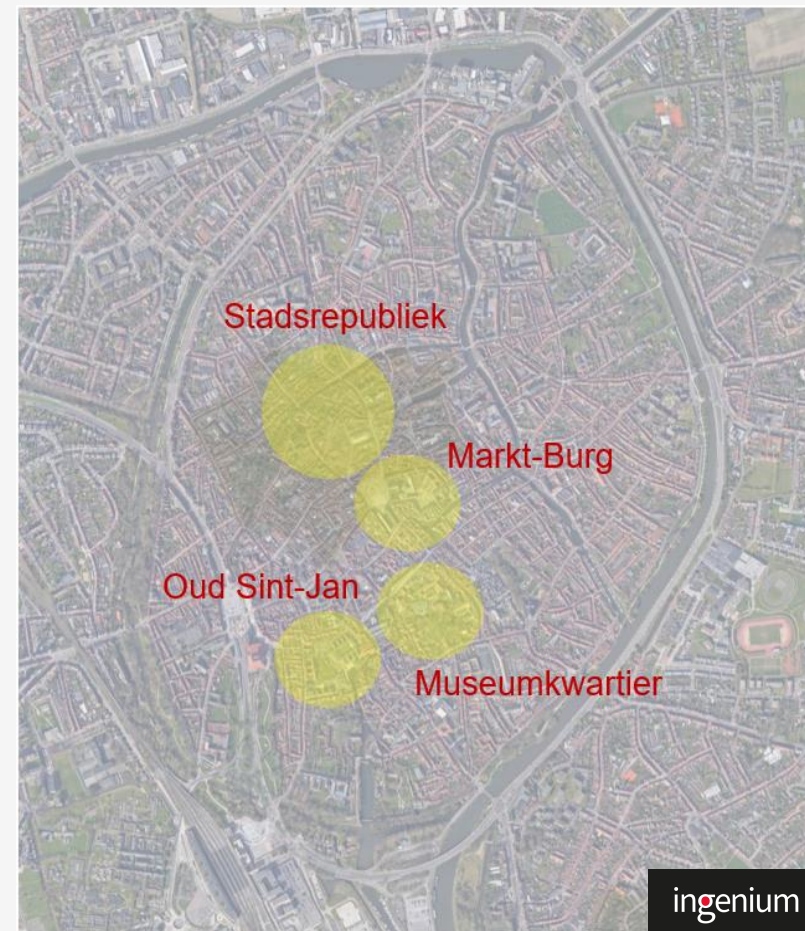 Stadsrepubliek
Markt-Burg
Oud Sint-Jan
Museumkwartier
ingenium